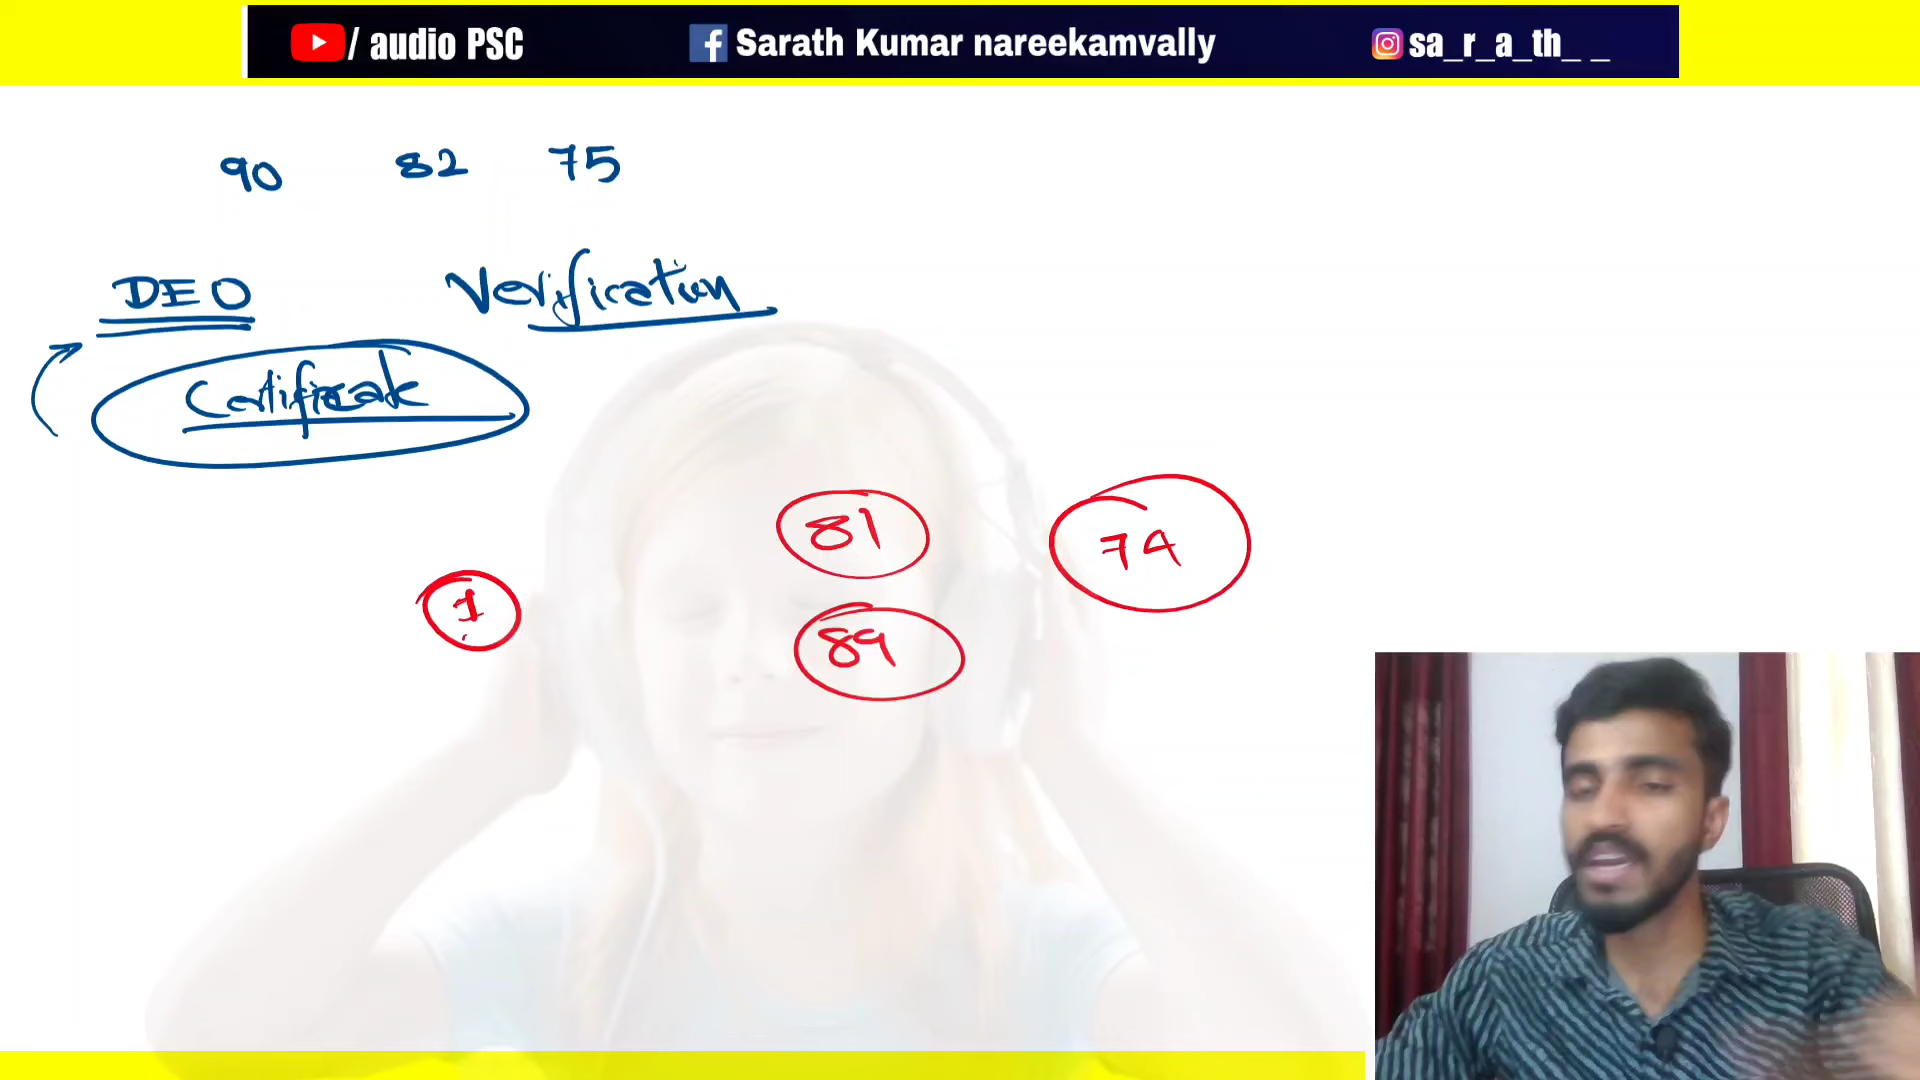 / audio PSC Sarath Kumar nareekamvally sa_r_a_th_ _
90 82 75
DEO Verification
Certificate
81 74
1
89